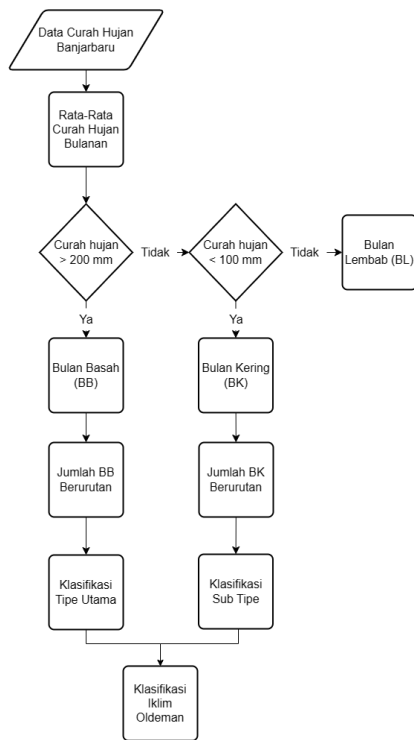 Data Curah Hujan
Banjarbaru
Rata-Rata
Curah Hujan
Bulanan
Curah hujan
> 200 mm
Tidak
Curah hujan
< 100 mm
Tidak
Bulan
Lembab (BL)
Ya
Ya
Bulan Basah
(BB)
Bulan Kering
(BK)
Jumlah BB
Berurutan
Jumlah BK
Berurutan
Klasifikasi
Tipe Utama
Klasifikasi
Sub Tipe
Klasifikasi
Iklim
Oldeman